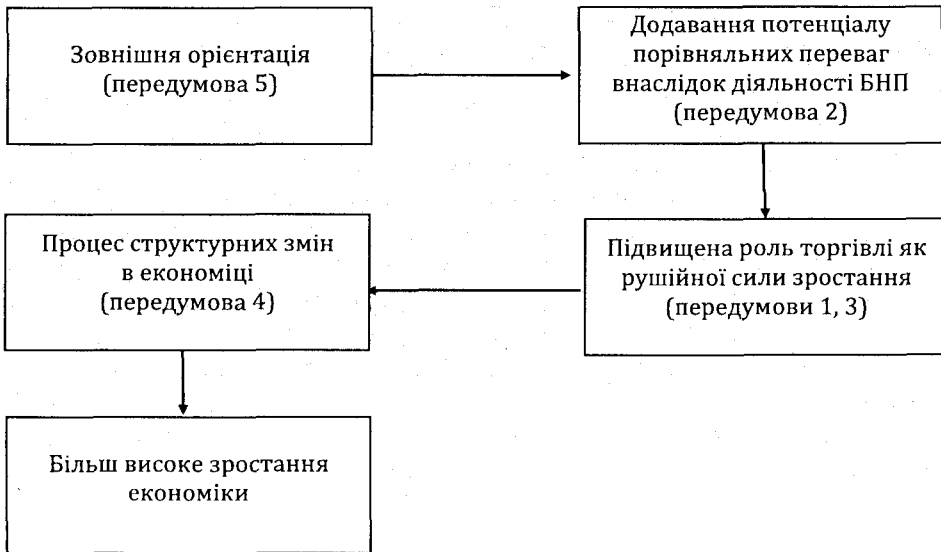 Зовнішня орієнтація
(передумова 5)
Додавання потенціалу
порівняльних переваг
внаслідок діяльності БНП
(передумова 2)
Підвищена роль торгівлі як
рушійної сили зростання
(передумови 1, 3)
Процес структурних змін
в економіці
(передумова 4)
Більш високе зростання
економіки